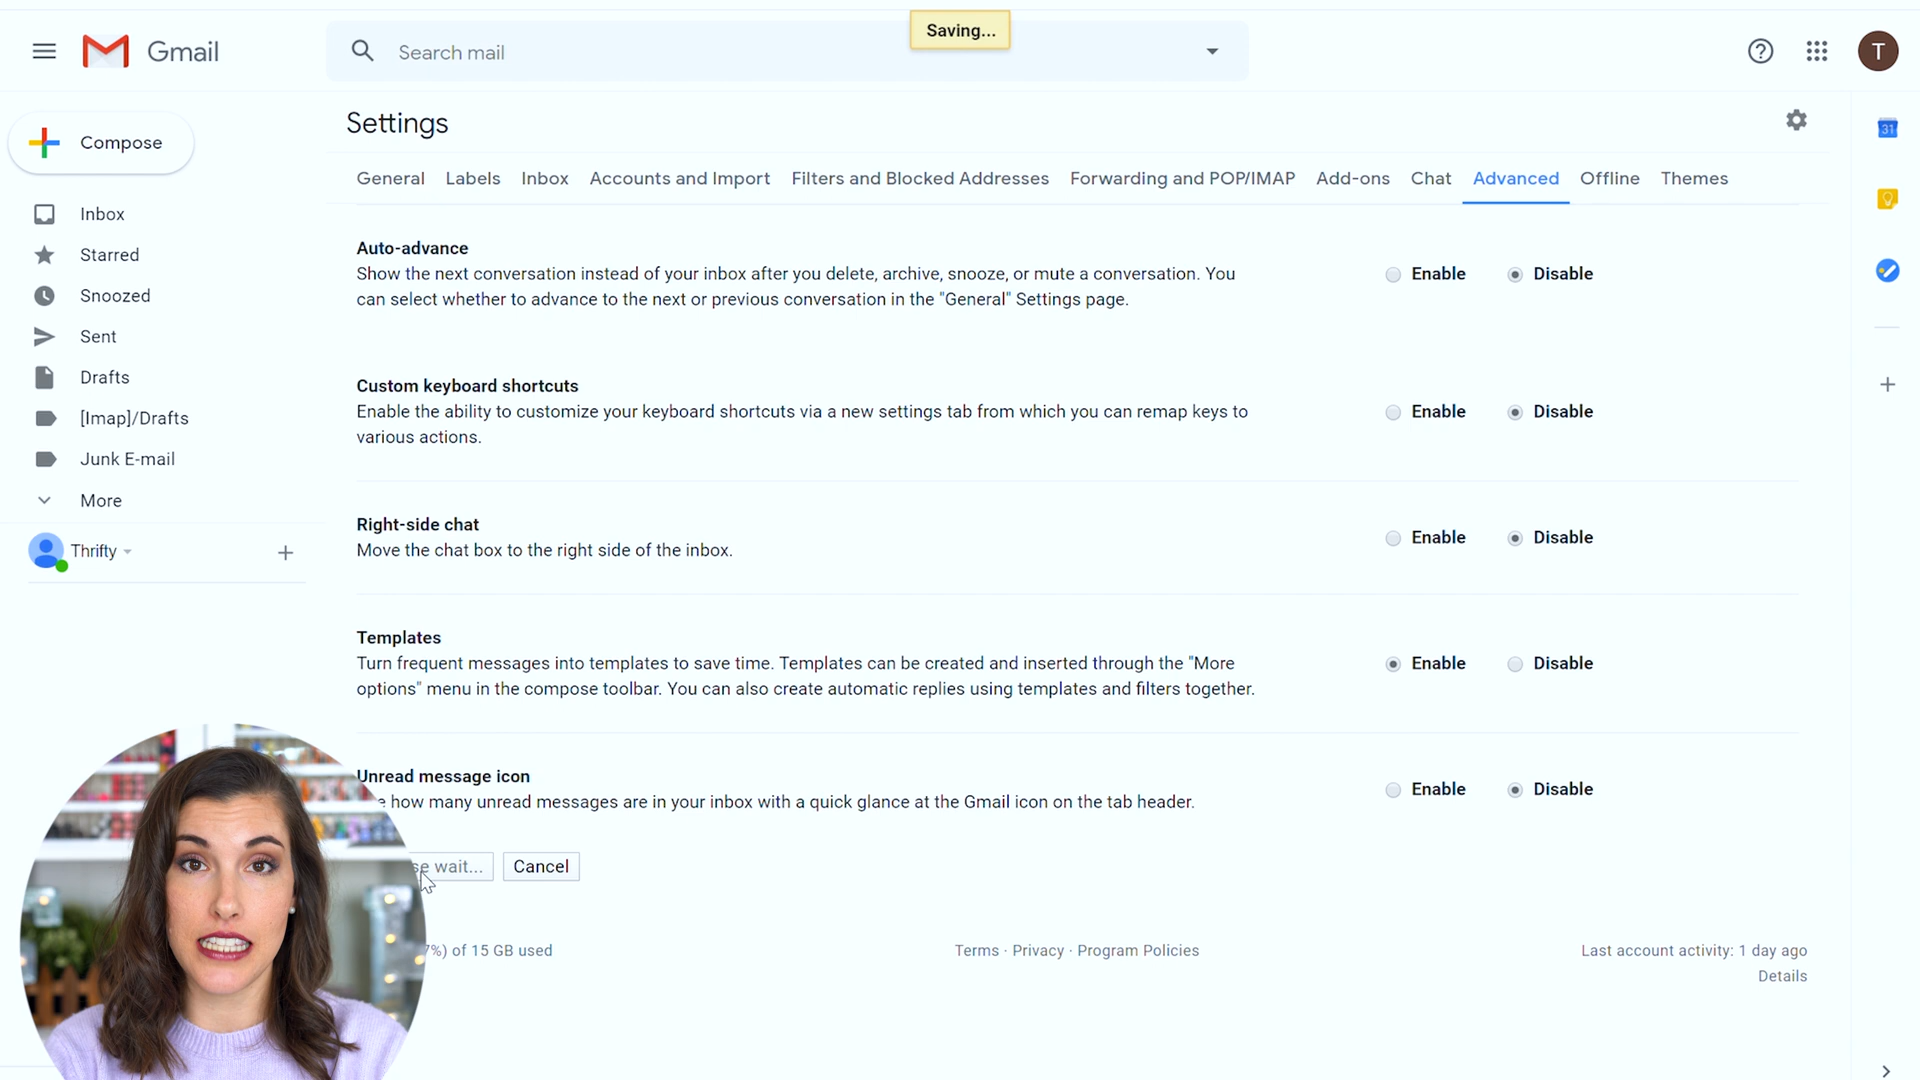 Saving...
Gmail
Search mail
T
Settings
Compose
General Labels Inbox Accounts and Import Filters and Blocked Addresses Forwarding and POP/IMAP Add-ons Chat Advanced Offline Themes
Inbox
Starred
Snoozed
Sent
Drafts
[Imap]/Drafts
Junk E-mail
More
Thrifty
Auto-advance
Show the next conversation instead of your inbox after you delete, archive, snooze, or mute a conversation. You
can select whether to advance to the next or previous conversation in the "General" Settings page.
Enable Disable
Custom keyboard shortcuts
Enable the ability to customize your keyboard shortcuts via a new settings tab from which you can remap keys to
various actions.
Enable Disable
Right-side chat
Move the chat box to the right side of the inbox.
Enable Disable
Templates
Turn frequent messages into templates to save time. Templates can be created and inserted through the "More
options" menu in the compose toolbar. You can also create automatic replies using templates and filters together.
Enable Disable
Unread message icon
how many unread messages are in your inbox with a quick glance at the Gmail icon on the tab header.
Enable Disable
wait... Cancel
7%) of 15 GB used
Terms · Privacy · Program Policies
Last account activity: 1 day ago
Details
31